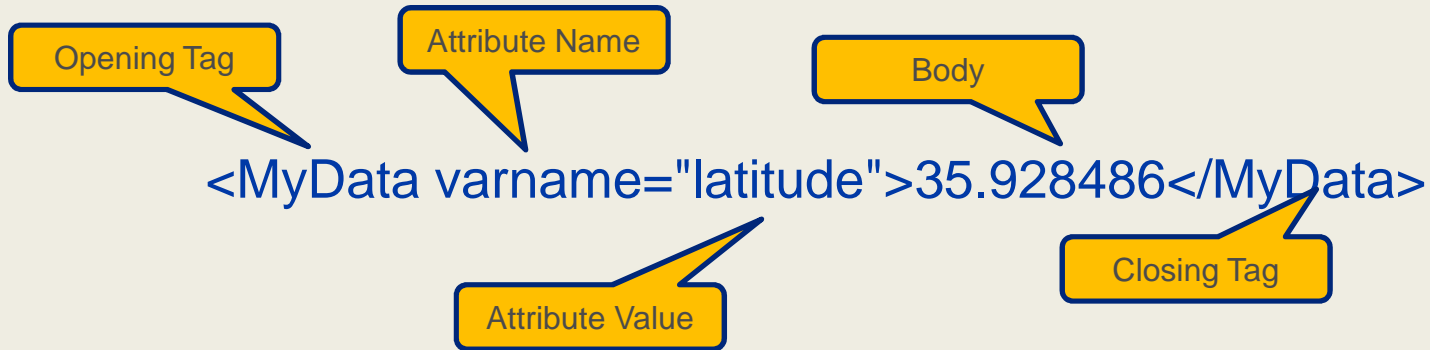 Opening Tag
Attribute Name
Body
<MyData varname="latitude">35.928486</MyData>
Attribute Value
Closing Tag